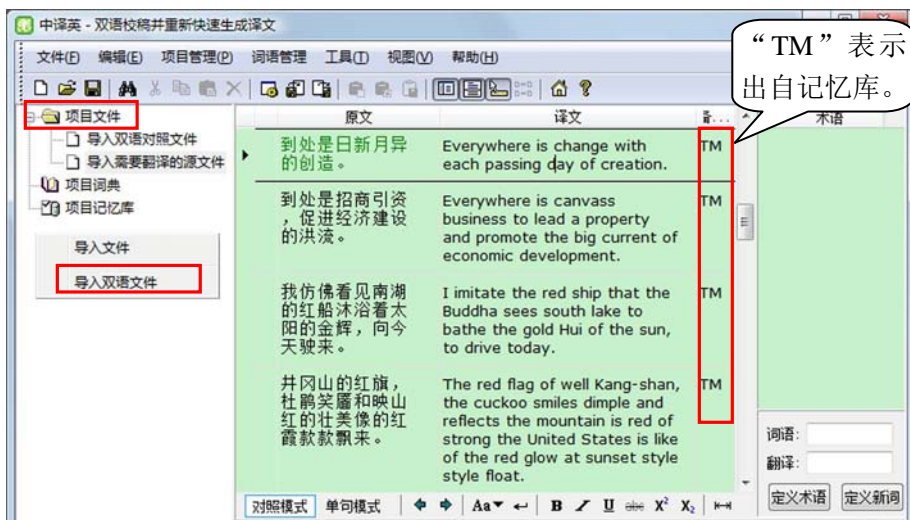 中译英 - 双语校稿并重新快速生成译文
文件(F) 编辑(E) 项目管理(P) 词语管理 工具(T) 视图(V) 帮助(H)
“TM”表示
出自记忆库。
项目文件
导入双语对照文件
导入需要翻译的源文件
项目词典
项目记忆库
导入文件
导入双语文件
原文 译文 术语
到处是日新月异
的创造。
Everywhere is change with
each passing day of creation.
TM
到处是招商引资
，促进经济建设
的洪流。
Everywhere is canvass
business to lead a property
and promote the big current of
economic development.
TM
我仿佛看见南湖
的红船沐浴着太
阳的金辉，向今
天驶来。
I imitate the red ship that the
Buddha sees south lake to
bathe the gold Hui of the sun,
to drive today.
TM
井冈山的红旗，
杜鹃笑靥和映山
红的壮美像的红
霞款款飘来。
The red flag of well Kang-shan,
the cuckoo smiles dimple and
reflects the mountain is red of
strong the United States is like
of the red glow at sunset style
style float.
TM
词语:
翻译:
定义术语 定义新词
对照模式 单句模式 Aa B I U abc X² X₂